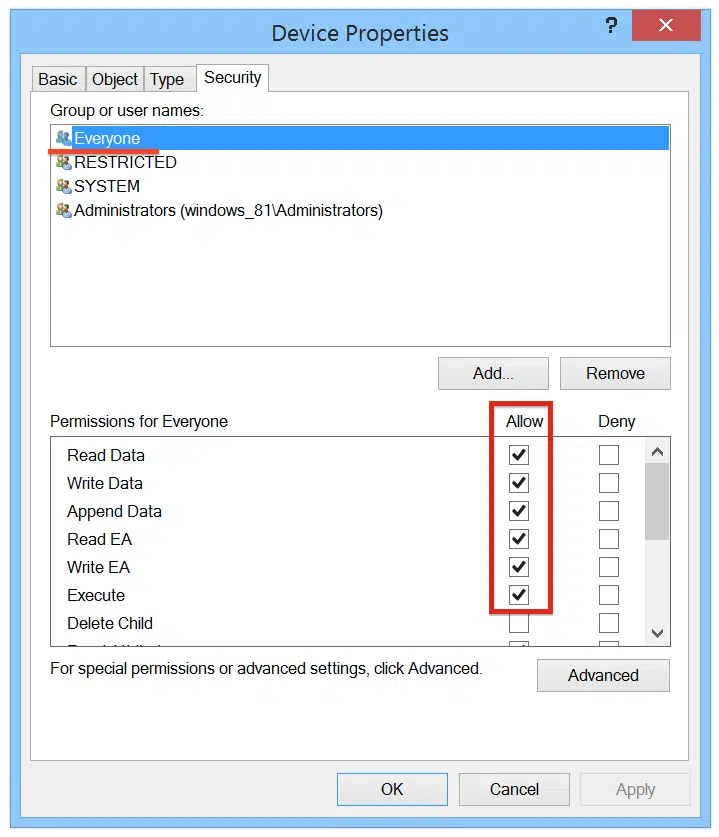 Device Properties
?
Basic Object Type Security
Group or user names:
Everyone
RESTRICTED
SYSTEM
Administrators (windows_81\Administrators)
Add... Remove
Permissions for Everyone Allow Deny
Read Data
Write Data
Append Data
Read EA
Write EA
Execute
Delete Child
For special permissions or advanced settings, click Advanced.
Advanced
OK Cancel Apply